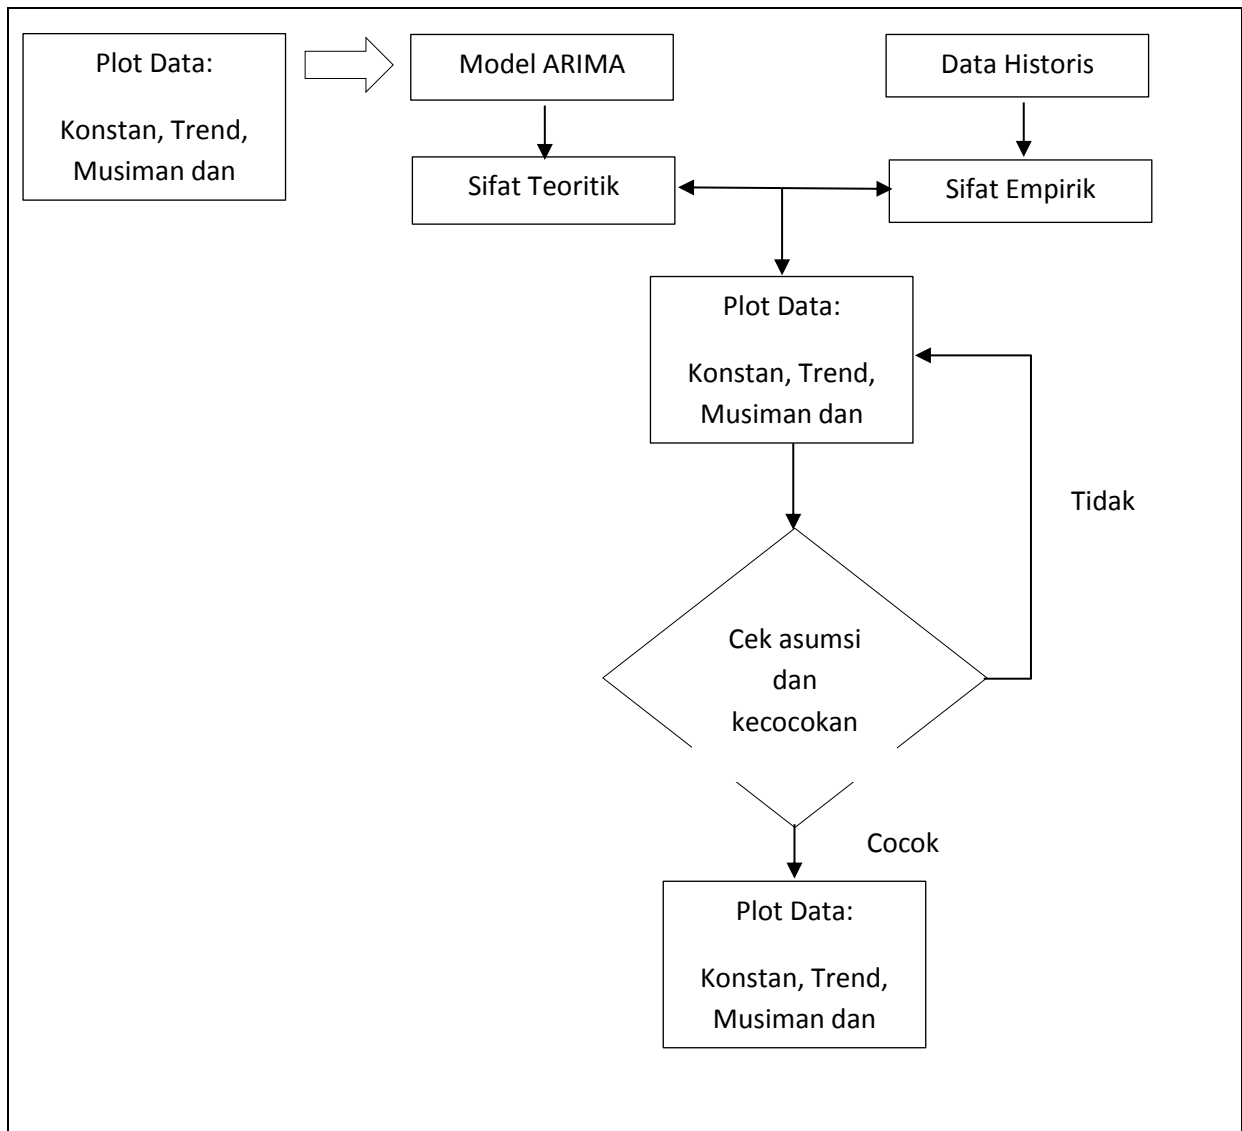 Plot Data:
Konstan, Trend,
Musiman dan
Model ARIMA
Data Historis
Sifat Teoritik
Sifat Empirik
Plot Data:
Konstan, Trend,
Musiman dan
Tidak
Cek asumsi
dan
kecocokan
Cocok
Plot Data:
Konstan, Trend,
Musiman dan